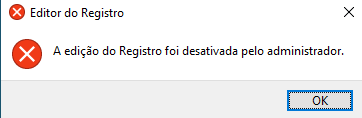 Editor do Registro
A edição do Registro foi desativada pelo administrador.
OK